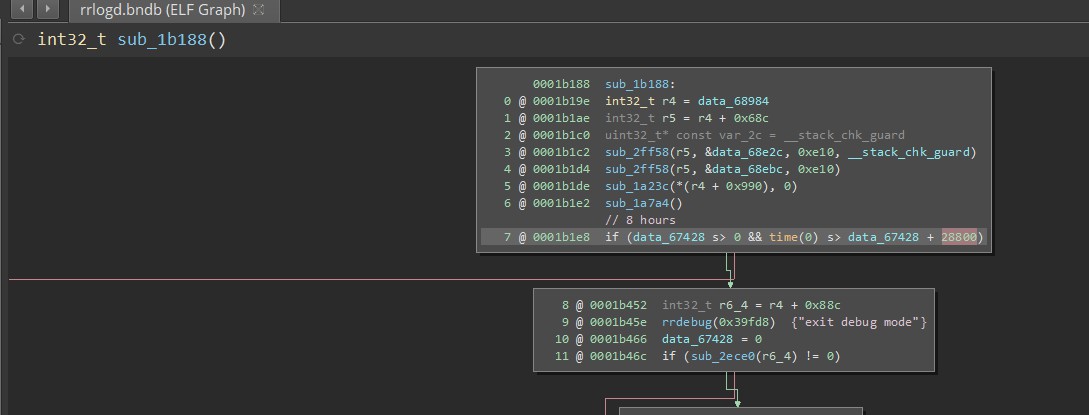 rrlogd.bndb (ELF Graph)
int32_t sub_1b188()
0001b188 sub_1b188:
0 @ 0001b19e int32_t r4 = data_68984
1 @ 0001b1ae int32_t r5 = r4 + 0x68c
2 @ 0001b1c0 uint32_t* const var_2c = __stack_chk_guard
3 @ 0001b1c2 sub_2ff58(r5, &data_68e2c, 0xe10, __stack_chk_guard)
4 @ 0001b1d4 sub_2ff58(r5, &data_68ebc, 0xe10)
5 @ 0001b1de sub_1a23c(*(r4 + 0x990), 0)
6 @ 0001b1e2 sub_1a7a4()
// 8 hours
7 @ 0001b1e8 if (data_67428 s> 0 && time(0) s> data_67428 + 28800)
8 @ 0001b452 int32_t r6_4 = r4 + 0x88c
9 @ 0001b45e rrdebug(0x39fd8) {"exit debug mode"}
10 @ 0001b466 data_67428 = 0
11 @ 0001b46c if (sub_2ece0(r6_4) != 0)